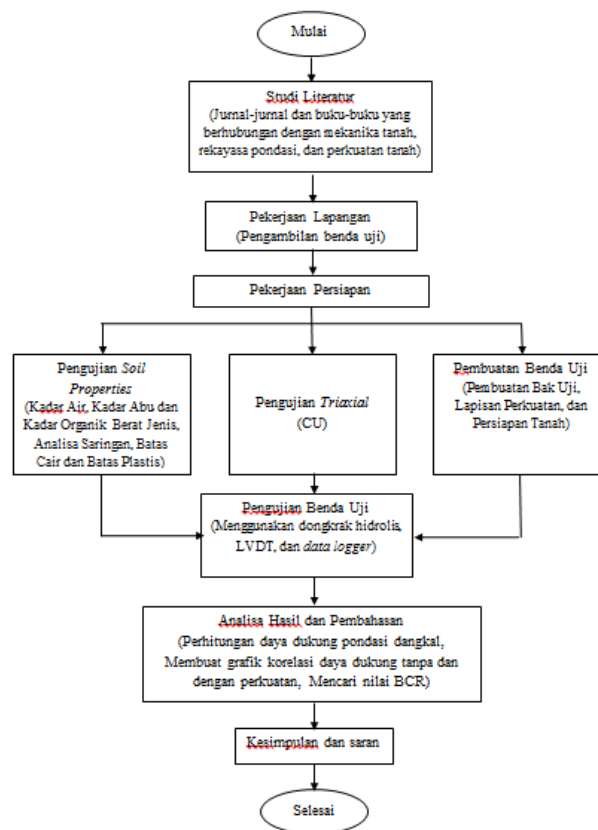 Mulai
Studi Literatur
(Jurnal-jurnal dan buku-buku yang
berhubungan dengan mekanika tanah,
rekayasa pondasi, dan perkuatan tanah)
Pekerjaan Lapangan
(Pengambilan benda uji)
Pekerjaan Persiapan
Pengujian Soil
Properties
(Kadar Air, Kadar Abu dan
Kadar Organik Berat Jenis,
Analisa Saringan, Batas
Cair dan Batas Plastis)
Pengujian Triaxial
(CU)
Pembuatan Benda Uji
(Pembuatan Bak Uji,
Lapisan Perkuatan, dan
Persiapan Tanah)
Pengujian Benda Uji
(Menggunakan dongkrak hidrolis,
LVDT, dan data logger)
Analisa Hasil dan Pembahasan
(Perhitungan daya dukung pondasi dangkal,
Membuat grafik korelasi daya dukung tanpa dan
dengan perkuatan, Mencari nilai BCR)
Kesimpulan dan saran
Selesai